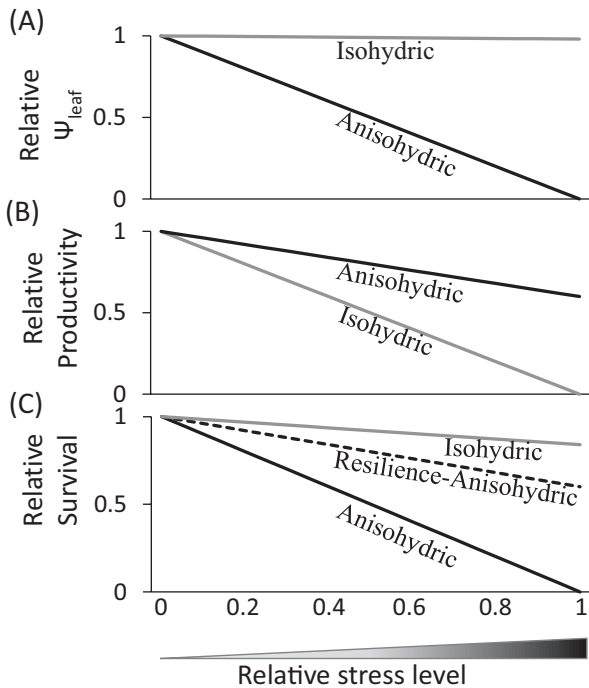 (A)
Relative
Ψleaf
1
0.5
0
Isohydric
Anisohydric
(B)
Relative
Productivity
1
0.5
0
Anisohydric
Isohydric
(C)
Relative
Survival
1
0.5
0
Isohydric
Resilience-Anisohydric
Anisohydric
0 0.2 0.4 0.6 0.8 1
Relative stress level